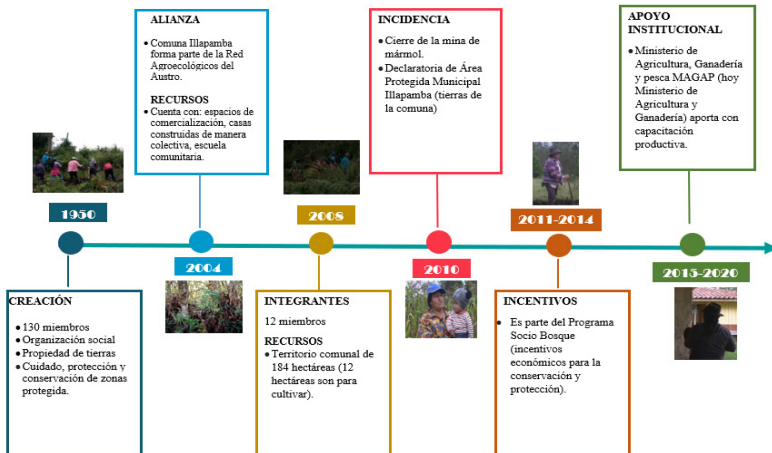 ALIANZA
• Comuna Illapamba
forma parte de la Red
Agroecológicos del
Austro.
RECURSOS
• Cuenta con: espacios de
comercialización, casas
construidas de manera
colectiva, escuela
comunitaria.
INCIDENCIA
• Cierre de la mina de
mármol.
• Declaratoria de Área
Protegida Municipal
Illapamba (tierras de
la comuna)
APOYO
INSTITUCIONAL
• Ministerio de
Agricultura, Ganadería
y pesca MAGAP (hoy
Ministerio de
Agricultura y
Ganadería) aporta con
capacitación
productiva.
1950
2004
2008
2010
2011-2014
2015-2020
CREACIÓN
• 130 miembros
• Organización social
• Propiedad de tierras
• Cuidado, protección y
conservación de zonas
protegida.
INTEGRANTES
12 miembros
RECURSOS
• Territorio comunal de
184 hectáreas (12
hectáreas son para
cultivar).
INCENTIVOS
• Es parte del Programa
Socio Bosque
(incentivos
económicos para la
conservación y
protección).